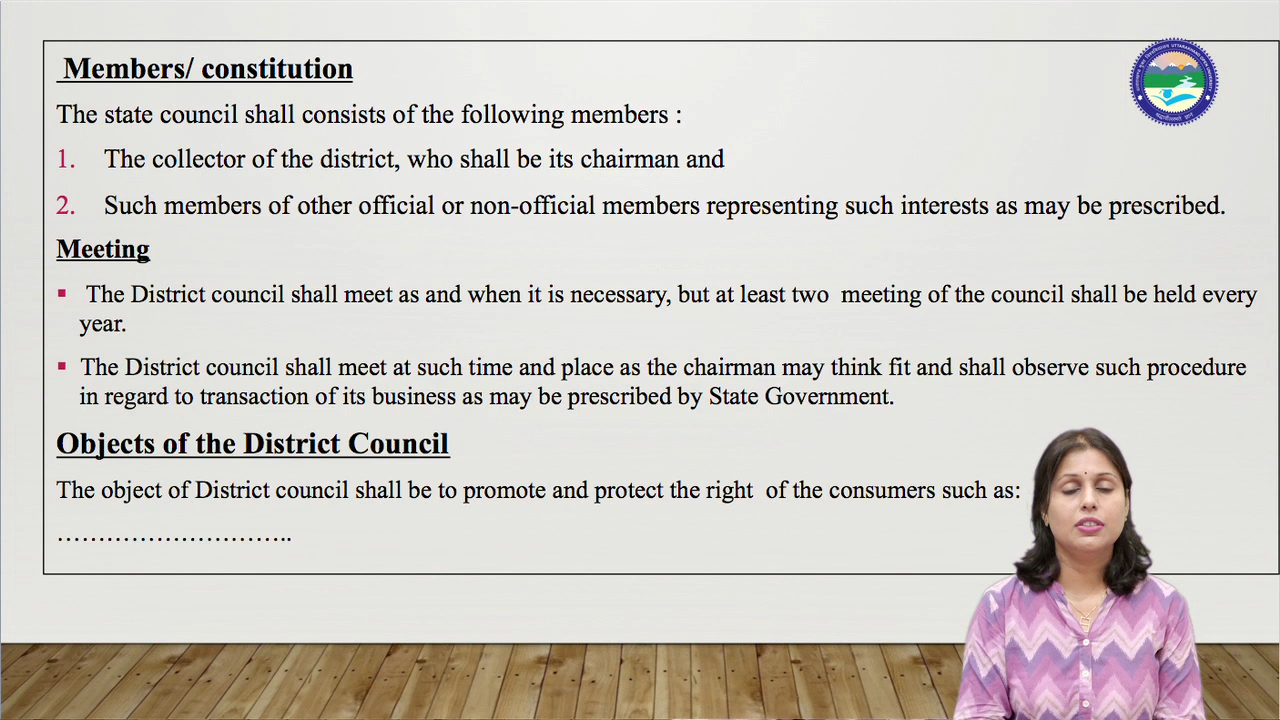 Members/ constitution
The state council shall consists of the following members :
1. The collector of the district, who shall be its chairman and
2. Such members of other official or non-official members representing such interests as may be prescribed.
Meeting
▪ The District council shall meet as and when it is necessary, but at least two meeting of the council shall be held every
year.
▪ The District council shall meet at such time and place as the chairman may think fit and shall observe such procedure
in regard to transaction of its business as may be prescribed by State Government.
Objects of the District Council
The object of District council shall be to promote and protect the right of the consumers such as:
………………………..